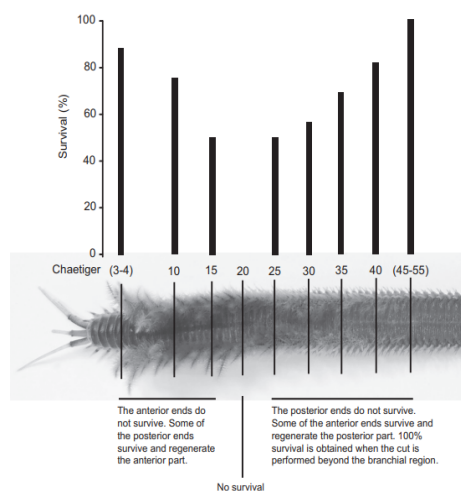 100
80
60
40
20
0
Survival (%)
Chaetiger (3-4) 10 15 20 25 30 35 40 (45-55)
The anterior ends do
not survive. Some of
the posterior ends
survive and regenerate
the anterior part.
The posterior ends do not survive.
Some of the anterior ends survive and
regenerate the posterior part. 100%
survival is obtained when the cut is
performed beyond the branchial region.
No survival